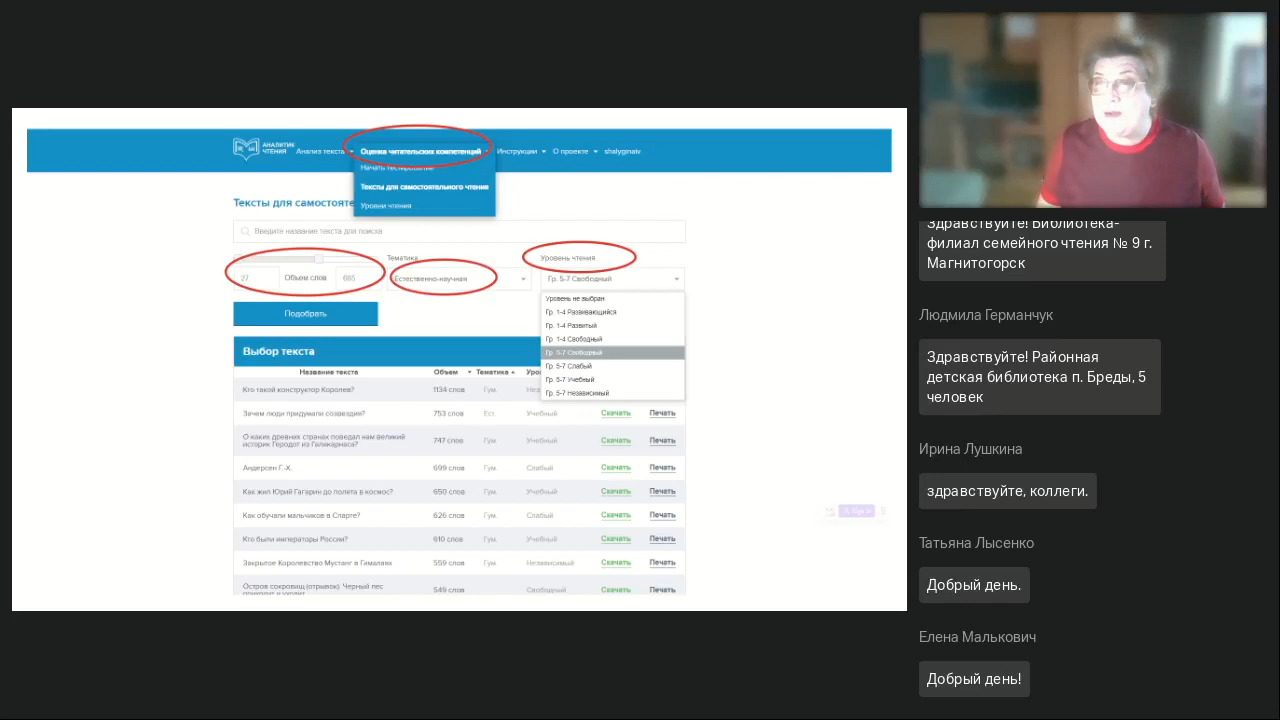 АНАЛИТИК
ЧТЕНИЯ
Анализ текста
Оценка читательских компетенций
Инструкции
О проекте
shalyginaiv
Начать тестирование
Тексты для самостоятельного чтения
Уровни чтения
Тексты для самостояте
Введите название текста для поиска
Тематика
Уровень чтения
27
Объем слов
685
Естественно-научная
Гр. 5-7 Свободный
Уровень не выбран
Гр. 1-4 Развивающийся
Гр. 1-4 Развитый
Гр. 1-4 Свободный
Гр. 5-7 Свободный
Гр. 5-7 Слабый
Гр. 5-7 Учебный
Гр. 5-7 Независимый
Подобрать
Выбор текста
Название текста Объем Тематика Уро
Кто такой конструктор Королев? 1134 слов Гум. Нез
Зачем люди придумали созвездия? 753 слов Ест. Учебный Скачать Печать
О каких древних странах поведал нам великий
историк Геродот из Галикарнаса? 747 слов Гум. Учебный Скачать Печать
Андерсен Г.-Х. 699 слов Гум. Слабый Скачать Печать
Как жил Юрий Гагарин до полета в космос? 650 слов Гум. Учебный Скачать Печать
Как обучали мальчиков в Спарте? 626 слов Гум. Слабый Скачать Печать
Кто были императоры России? 610 слов Гум. Учебный Скачать Печать
Закрытое Королевство Мустанг в Гималаях 559 слов Гум. Независимый Скачать Печать
Остров сокровищ (отрывок). Черный пес
приходит и уходит 549 слов Свободный Скачать Печать
Здравствуйте! Библиотека-
филиал семейного чтения № 9 г.
Магнитогорск
Людмила Германчук
Здравствуйте! Районная
детская библиотека п. Бреды, 5
человек
Ирина Лушкина
здравствуйте, коллеги.
Татьяна Лысенко
Добрый день.
Елена Малькович
Добрый день!